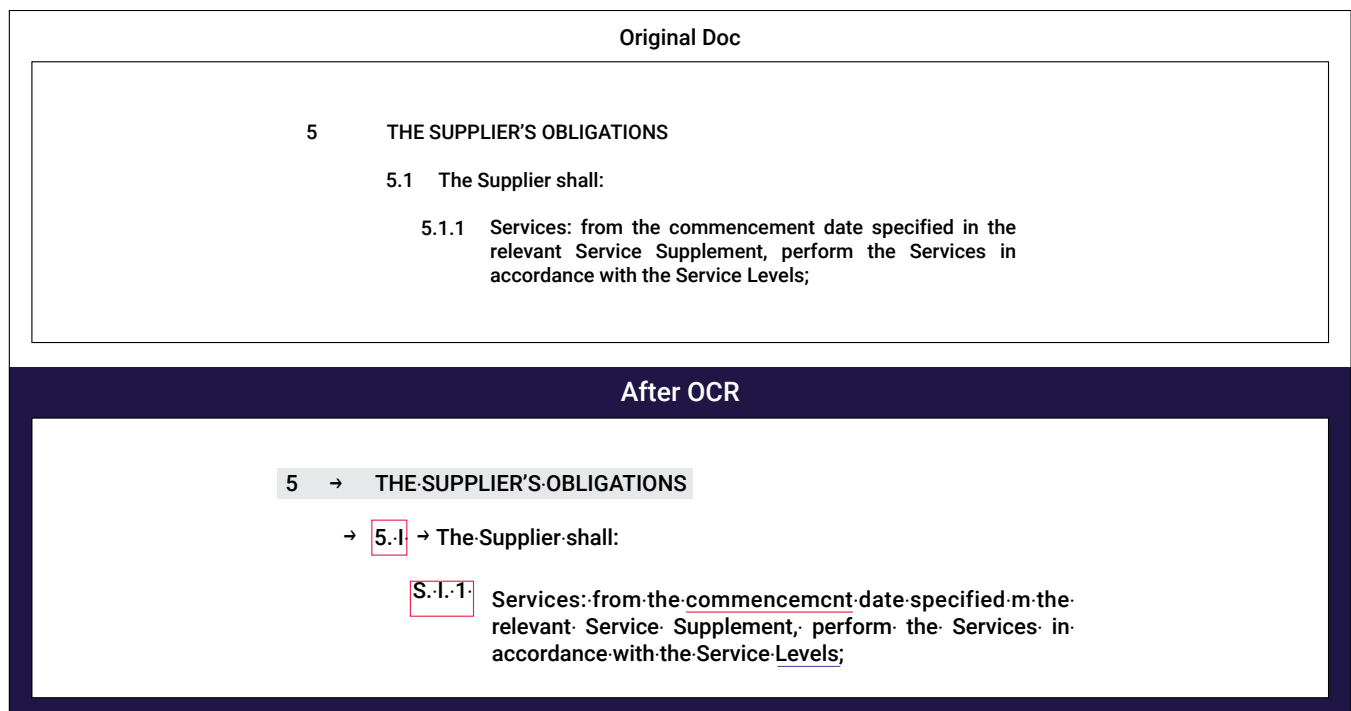 Original Doc
5 THE SUPPLIER’S OBLIGATIONS
5.1 The Supplier shall:
5.1.1 Services: from the commencement date specified in the
relevant Service Supplement, perform the Services in
accordance with the Service Levels;
After OCR
5 → THE·SUPPLIER’S·OBLIGATIONS
→ 5.·I· → The·Supplier·shall:
S.·I.·1· Services:·from·the·commencemcnt·date·specified·m·the·
relevant· Service· Supplement,· perform· the· Services· in·
accordance·with·the·Service·Levels;